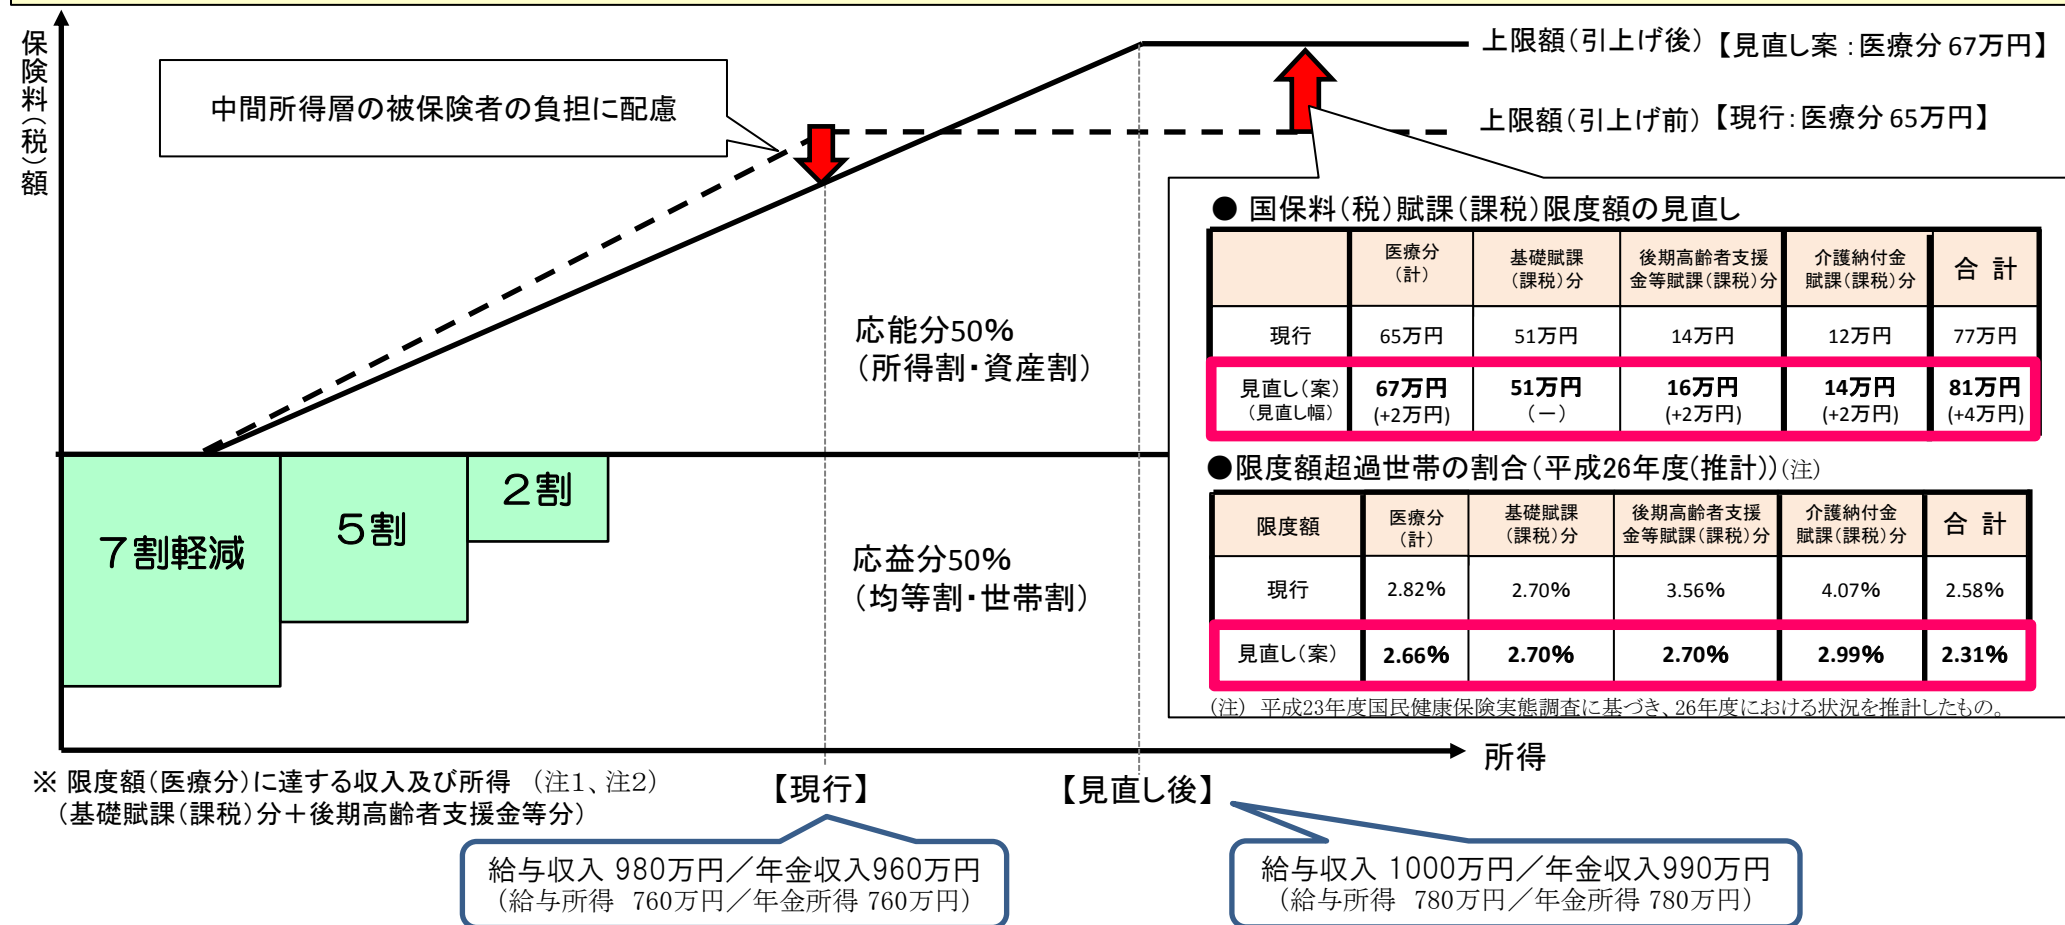 保険料(税)額
中間所得層の被保険者の負担に配慮
上限額(引上げ後)【見直し案:医療分 67万円】
上限額(引上げ前)【現行:医療分 65万円】
● 国保料(税)賦課(課税)限度額の見直し
医療分(計) 基礎賦課(課税)分 後期高齢者支援金等賦課(課税)分 介護納付金賦課(課税)分 合 計
現行 65万円 51万円 14万円 12万円 77万円
見直し(案) 67万円 51万円 16万円 14万円 81万円
(見直し幅) (+2万円) (-) (+2万円) (+2万円) (+4万円)
●限度額超過世帯の割合(平成26年度(推計))(注)
限度額 医療分(計) 基礎賦課(課税)分 後期高齢者支援金等賦課(課税)分 介護納付金賦課(課税)分 合 計
現行 2.82% 2.70% 3.56% 4.07% 2.58%
見直し(案) 2.66% 2.70% 2.70% 2.99% 2.31%
(注) 平成23年度国民健康保険実態調査に基づき、26年度における状況を推計したもの。
応能分50%
(所得割・資産割)
7割軽減
5割
2割
応益分50%
(均等割・世帯割)
所得
※ 限度額(医療分)に達する収入及び所得 (注1、注2)
(基礎賦課(課税)分+後期高齢者支援金等分)
【現行】
【見直し後】
給与収入 980万円/年金収入960万円
(給与所得 760万円/年金所得 760万円)
給与収入 1000万円/年金収入990万円
(給与所得 780万円/年金所得 780万円)